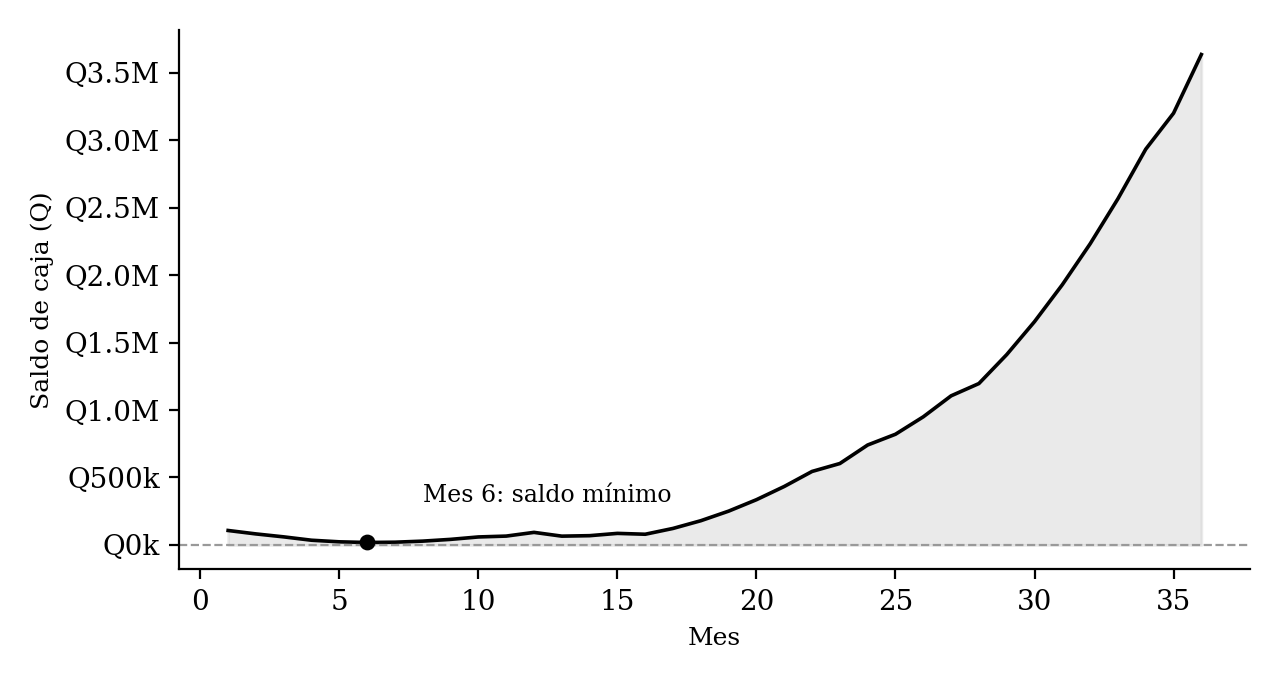 Q3.5M
Q3.0M
Q2.5M
Q2.0M
Q1.5M
Q1.0M
Q500k
Q0k
Saldo de caja (Q)
Mes 6: saldo mínimo
0 5 10 15 20 25 30 35
Mes